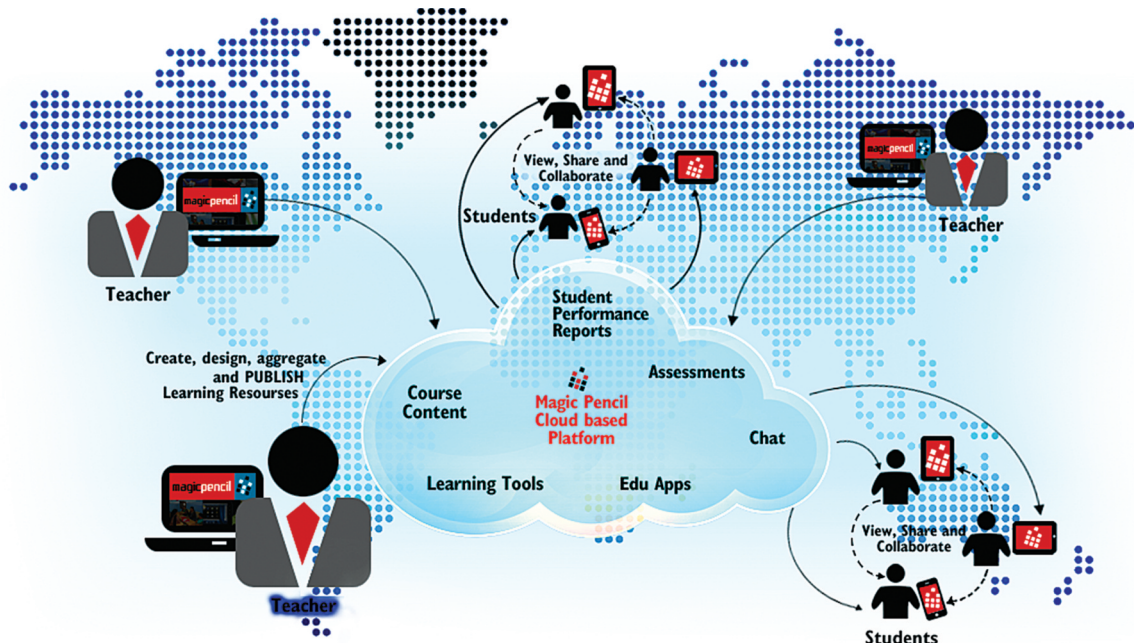 magicpencil
Teacher
View, Share and
Collaborate
Students
magicpencil
Teacher
Create, design, aggregate
and PUBLISH
Learning Resourses
magicpencil
Teacher
Student
Performance
Reports
Course
Content
Assessments
Magic Pencil
Cloud based
Platform
Chat
Learning Tools
Edu Apps
View, Share and
Collaborate
Students